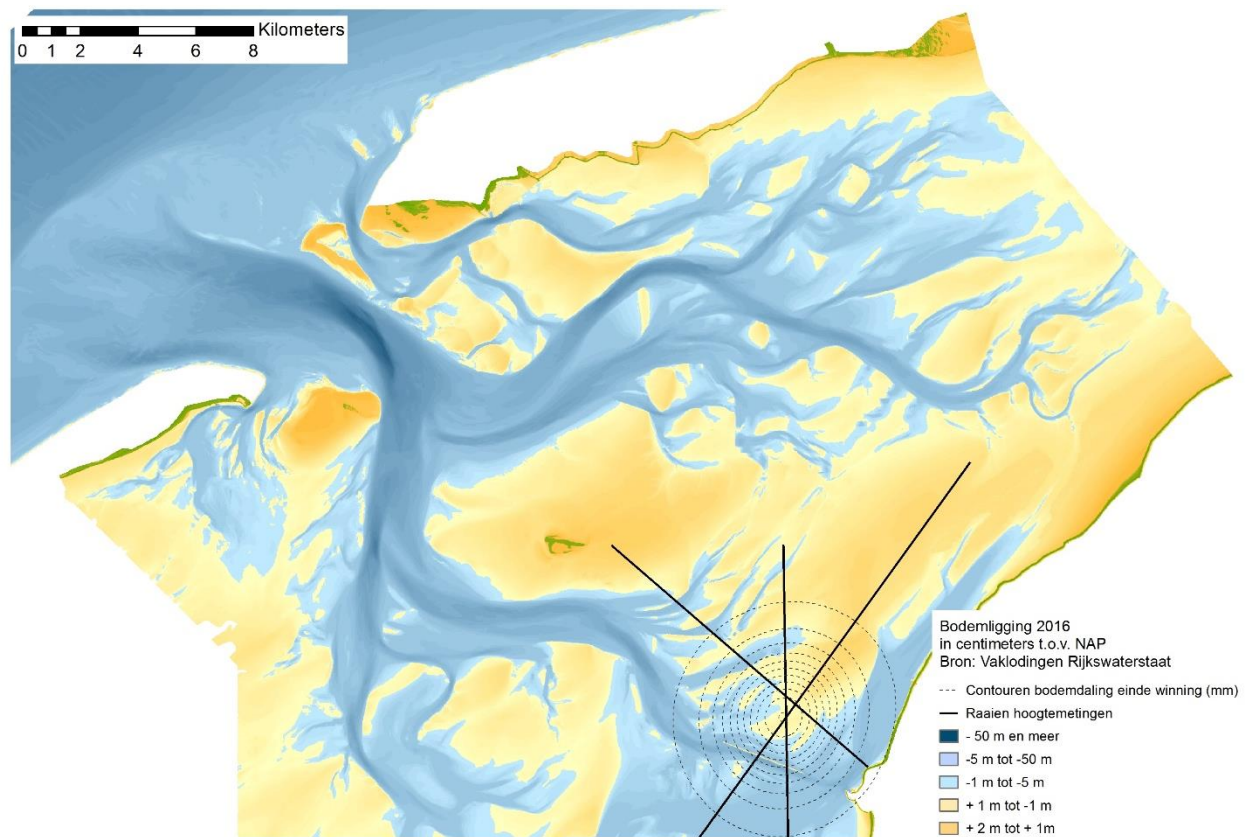 Kilometers
0 1 2 4 6 8
Bodemligging 2016
in centimeters t.o.v. NAP
Bron: Vaklodingen Rijkswaterstaat
Contouren bodemdaling einde winning (mm)
Raaien hoogtemetingen
- 50 m en meer
-5 m tot -50 m
-1 m tot -5 m
+ 1 m tot -1 m
+ 2 m tot + 1m